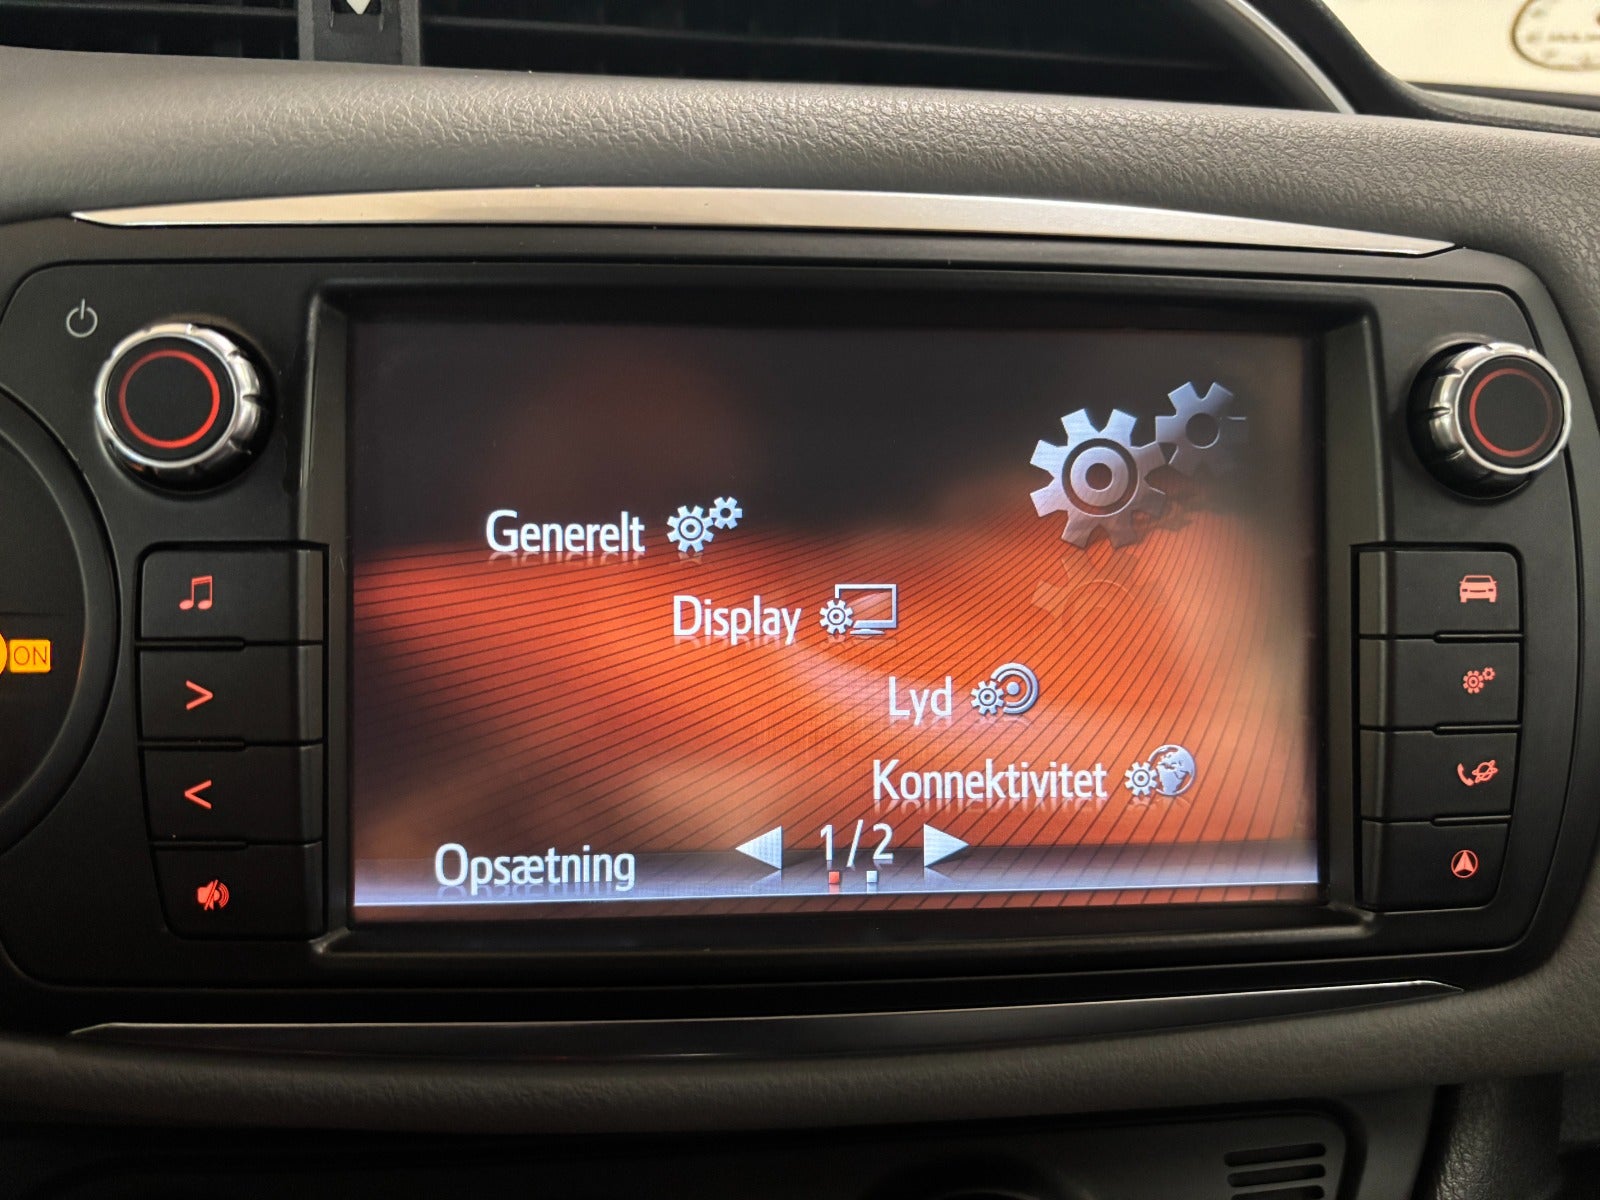 Generelt
Display
Lyd
Konnektivitet
Opsætning
1/2
ON